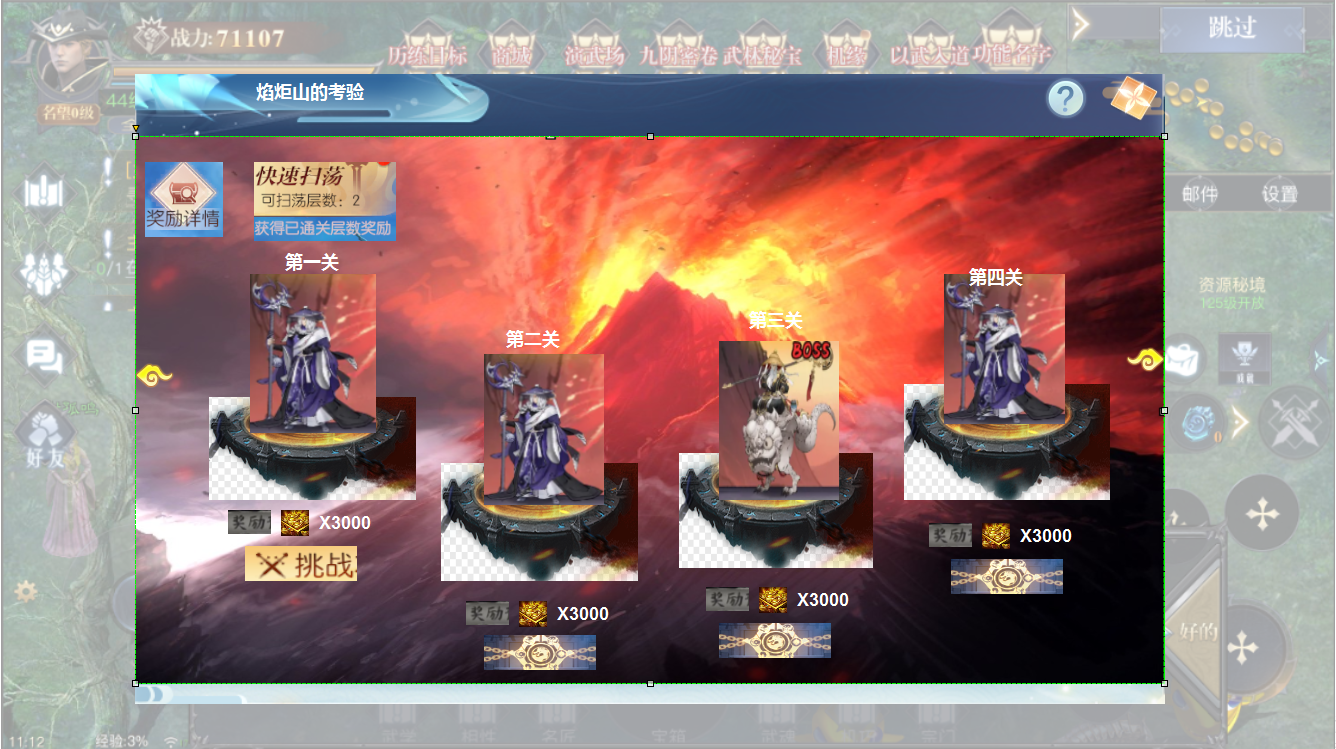 战力:71107
跳过
历练目标
商城
演武场
九阴密卷
武林秘宝
机缘
以武入道
功能名字
名望0级
44级
焰炬山的考验
?
邮件
设置
奖励详情
快速扫荡
可扫荡层数: 2
获得已通关层数奖励
0/1
第一关
第二关
第三关
BOSS
第四关
资源秘境
125级开放
好友
奖励
X3000
挑战
奖励
X3000
奖励
X3000
奖励
X3000
好的
11:12
经验:3%